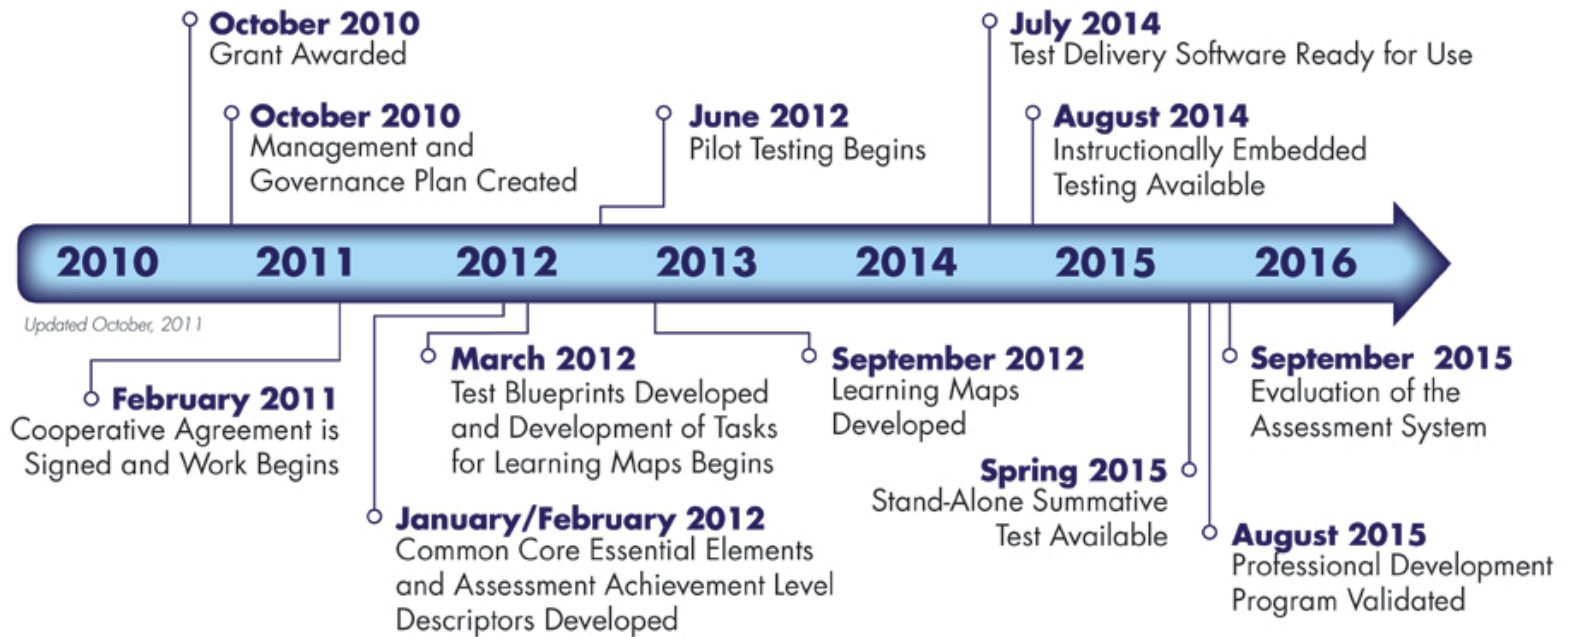 October 2010
Grant Awarded
October 2010
Management and
Governance Plan Created
June 2012
Pilot Testing Begins
July 2014
Test Delivery Software Ready for Use
August 2014
Instructionally Embedded
Testing Available
2010 2011 2012 2013 2014 2015 2016
Updated October, 2011
February 2011
Cooperative Agreement is
Signed and Work Begins
January/February 2012
Common Core Essential Elements
and Assessment Achievement Level
Descriptors Developed
March 2012
Test Blueprints Developed
and Development of Tasks
for Learning Maps Begins
September 2012
Learning Maps
Developed
Spring 2015
Stand-Alone Summative
Test Available
August 2015
Professional Development
Program Validated
September 2015
Evaluation of the
Assessment System